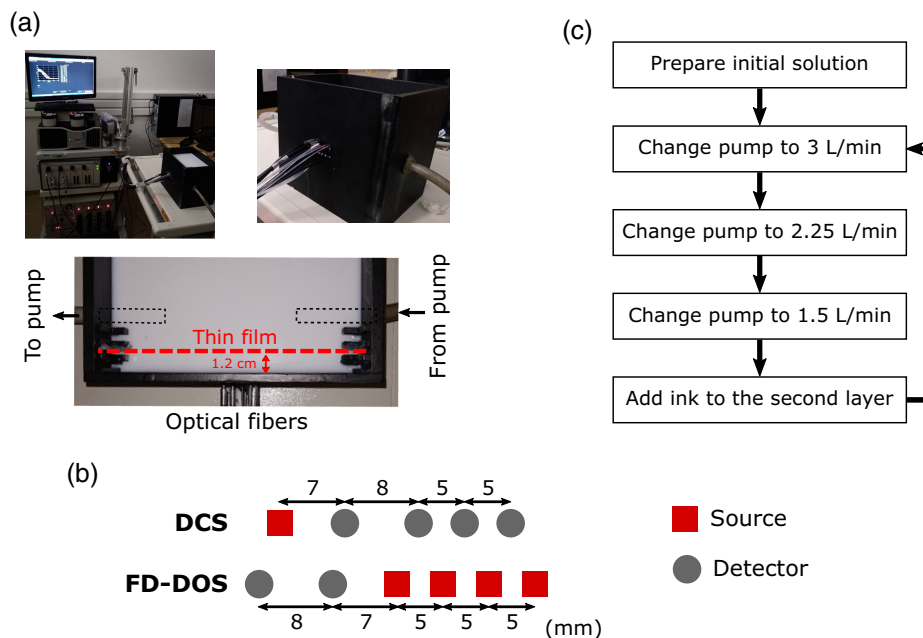 (a)
To pump
Thin film
1.2 cm
From pump
Optical fibers
(b)
7 8 5 5
DCS
FD-DOS
8 7 5 5 5 (mm)
Source
Detector
(c)
Prepare initial solution
Change pump to 3 L/min
Change pump to 2.25 L/min
Change pump to 1.5 L/min
Add ink to the second layer